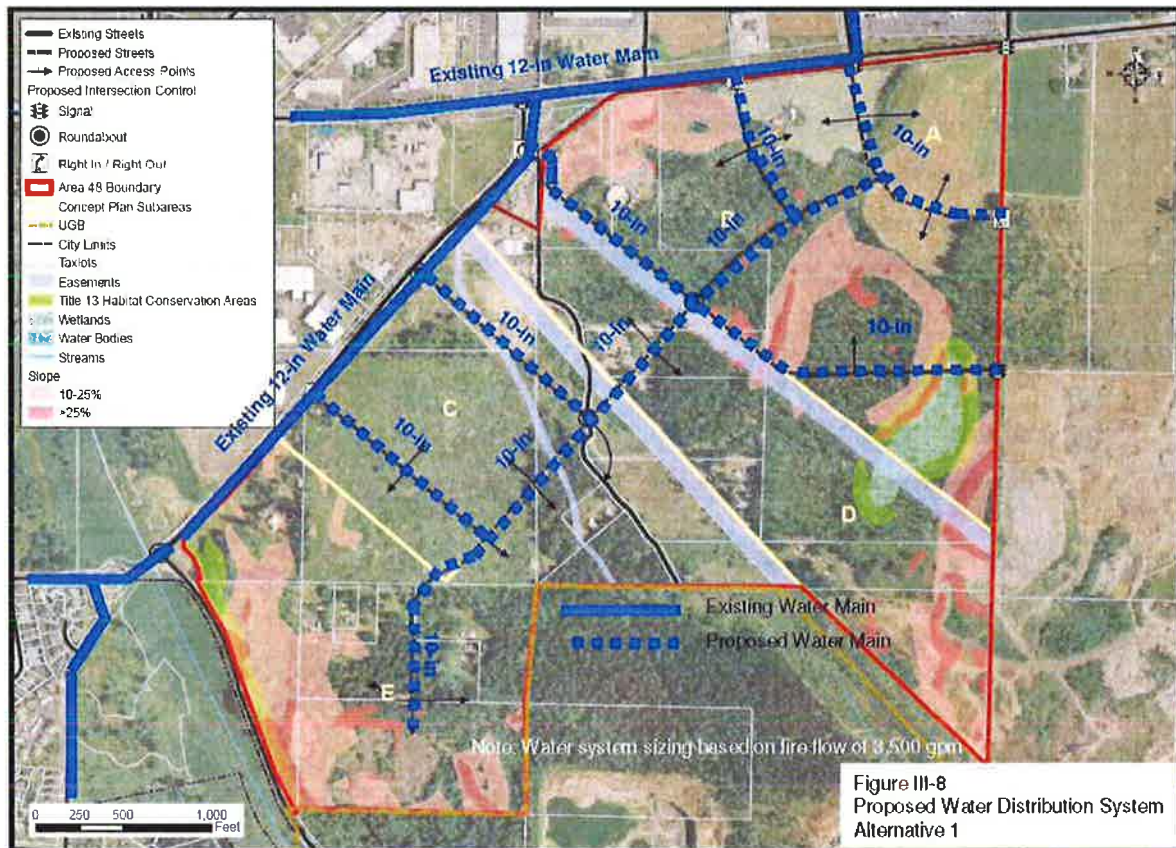 Existing Streets
Proposed Streets
Proposed Access Points
Proposed Intersection Control
Signal
Roundabout
Right In / Right Out
Area 48 Boundary
Concept Plan Subareas
UGB
City Limits
Taxlots
Easements
Title 13 Habitat Conservation Areas
Wetlands
Water Bodies
Streams
Slope
10-25%
>25%
Existing 12-in Water Main
Existing 12-in Water Main
10-in
10-in
A
B
10-in
10-in
10-in
10-in
10-in
C
10-in
10-in
D
10-in
E
Existing Water Main
Proposed Water Main
Note: Water system sizing based on fire flow of 3,500 gpm
0 250 500 1,000
Feet
Figure III-8
Proposed Water Distribution System
Alternative 1